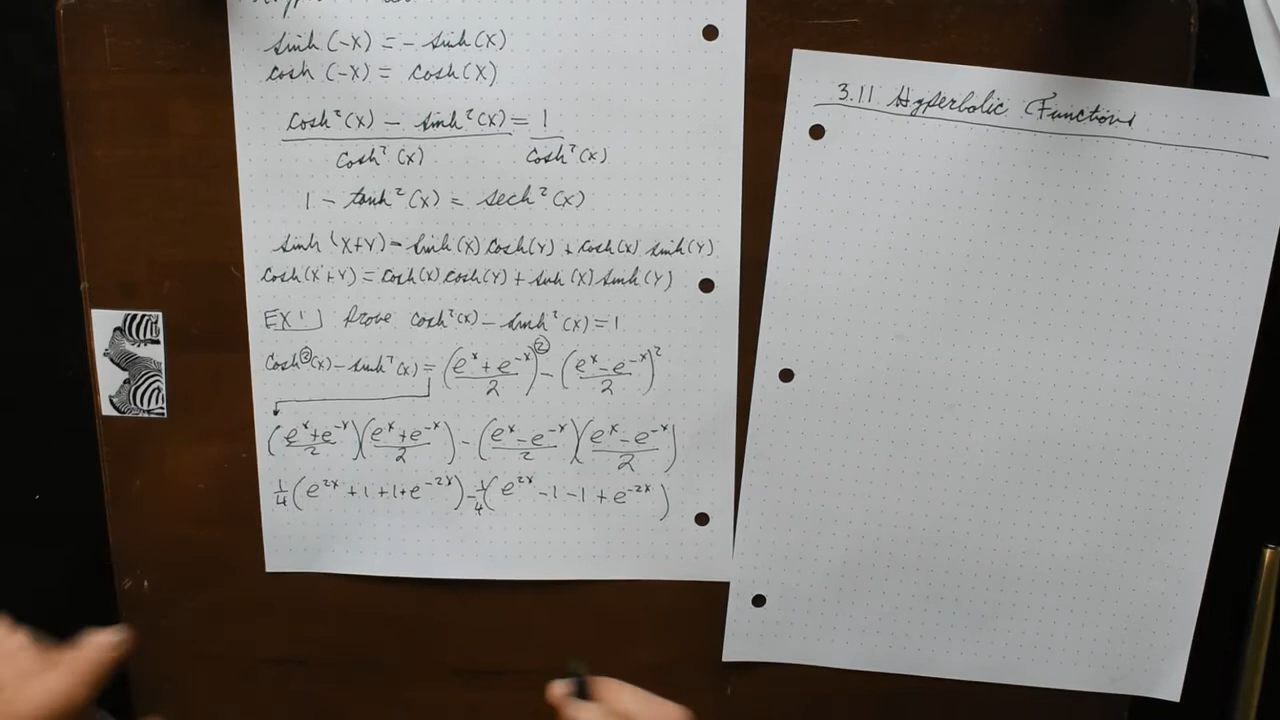 sinh (-x) = - sinh (x)
cosh (-x) = cosh (x)
cosh²(x) - sinh²(x) = 1
cosh²(x) cosh²(x)
1 - tanh²(x) = sech²(x)
sinh (x+y) = sinh(x) cosh(y) + cosh(x) sinh(y)
cosh(x+y) = cosh(x) cosh(y) + sinh(x) sinh(y)
EX 1 Prove cosh²(x) - sinh²(x) = 1
cosh²(x) - sinh²(x) = (e^x + e^-x / 2)² - (e^x - e^-x / 2)²
(e^x + e^-x / 2)(e^x + e^-x / 2) - (e^x - e^-x / 2)(e^x - e^-x / 2)
1/4 (e^2x + 1 + 1 + e^-2x) - 1/4 (e^2x - 1 - 1 + e^-2x)
3.11 Hyperbolic Functions